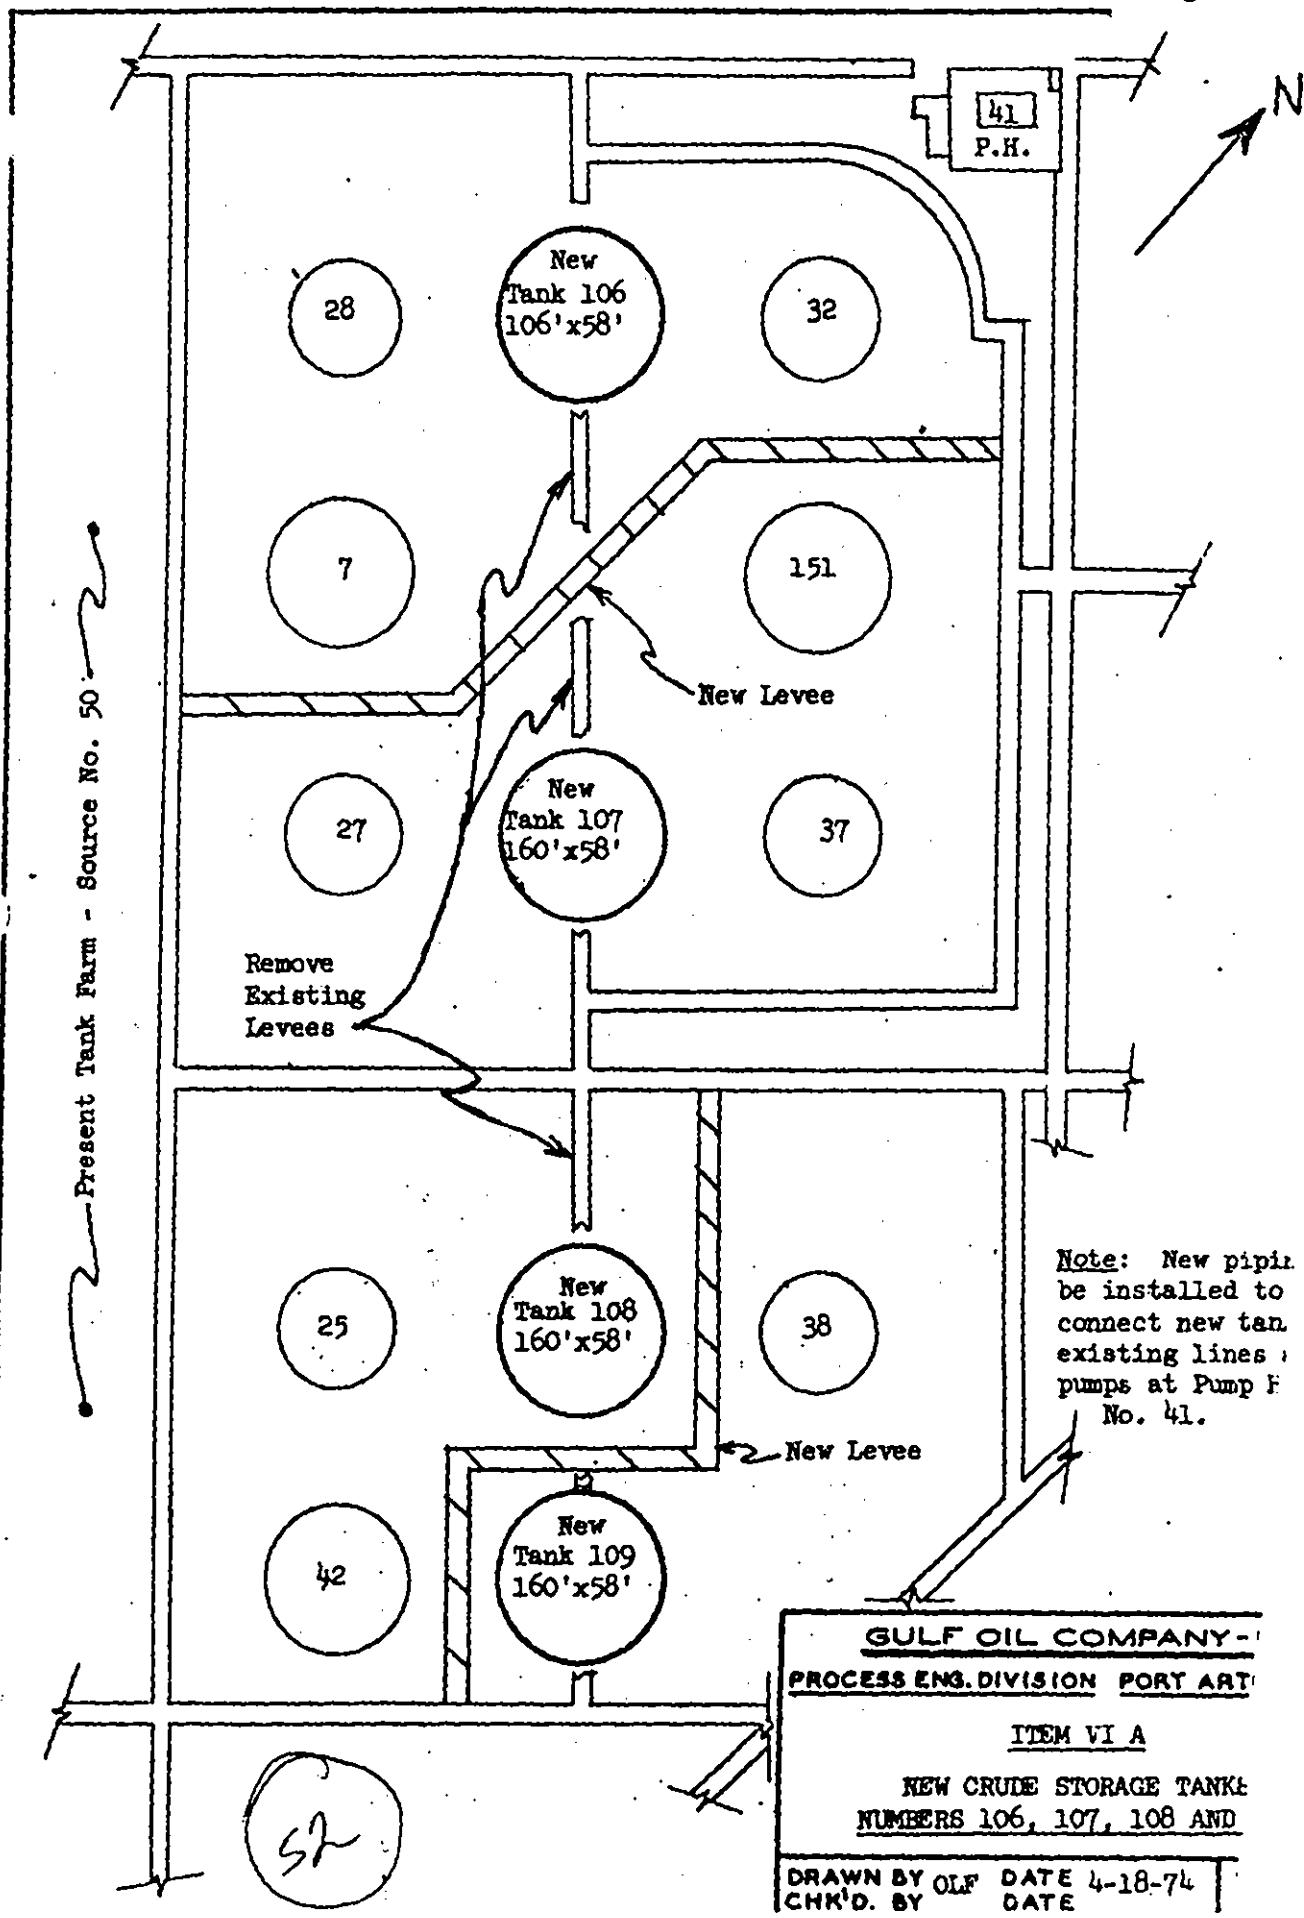 N
41
P.H.
New
Tank 106
106'x58'
28
32
7
151
New Levee
27
New
Tank 107
160'x58'
37
Remove
Existing
Levees
Present Tank Farm - Source No. 50
25
New
Tank 108
160'x58'
38
Note: New
be installed to
connect new
existing lines
pumps at Pump
No. 41.
New Levee
42
New
Tank 109
160'x58'
GULF OIL COMPANY-
PROCESS ENG. DIVISION PORT
ITEM VI A
NEW CRUDE STORAGE
NUMBERS 106, 107, 108 AND
DRAWN BY OLF DATE 4-18-74
CHK'D. BY DATE
52